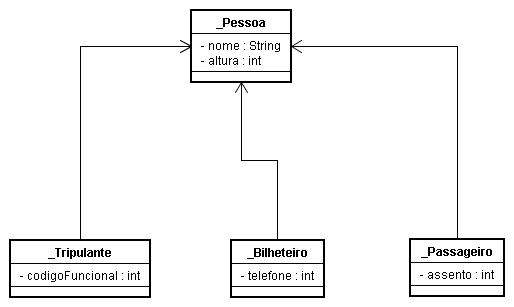 _Pessoa
- nome : String
- altura : int
_Tripulante
- codigoFuncional : int
_Bilheteiro
- telefone : int
_Passageiro
- assento : int